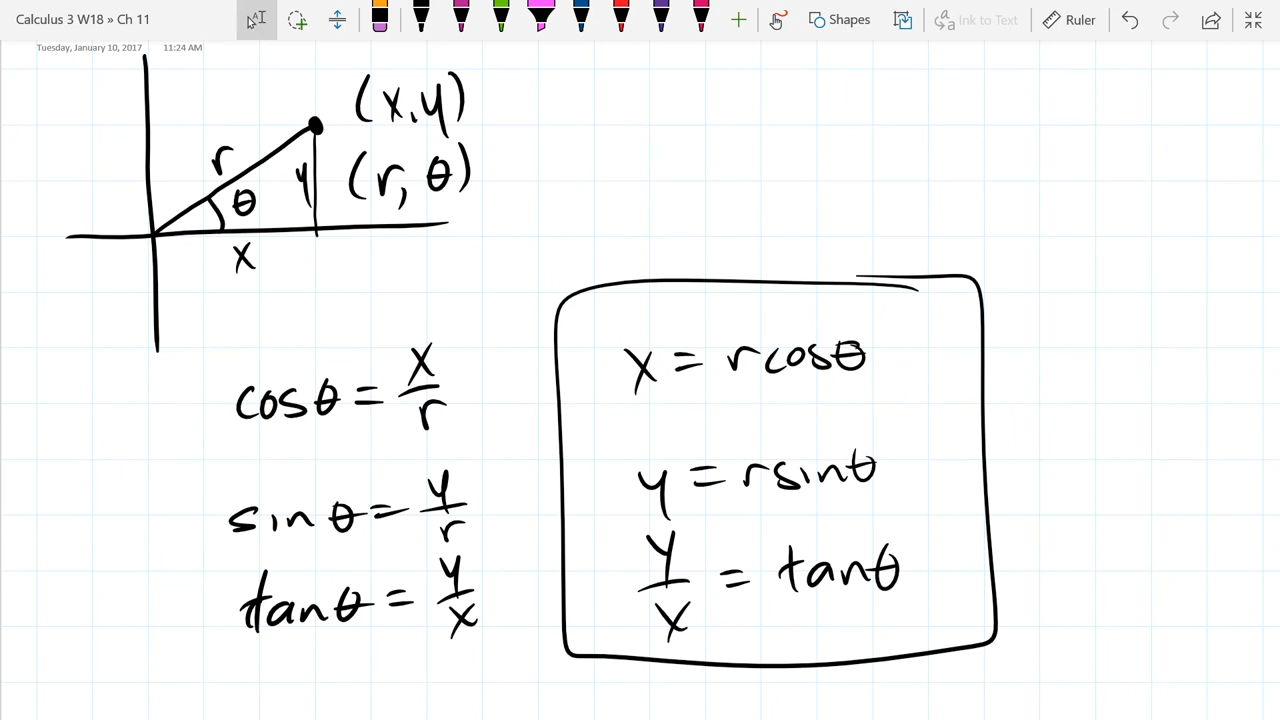 Calculus 3 W18 » Ch 11
Shapes
Ink to Text
Ruler
Tuesday, January 10, 2017 11:24 AM
(x,y)
r
θ
y
(r, θ)
x
cosθ = x/r
sinθ = y/r
tanθ = y/x
x = rcosθ
y = rsinθ
y/x = tanθ